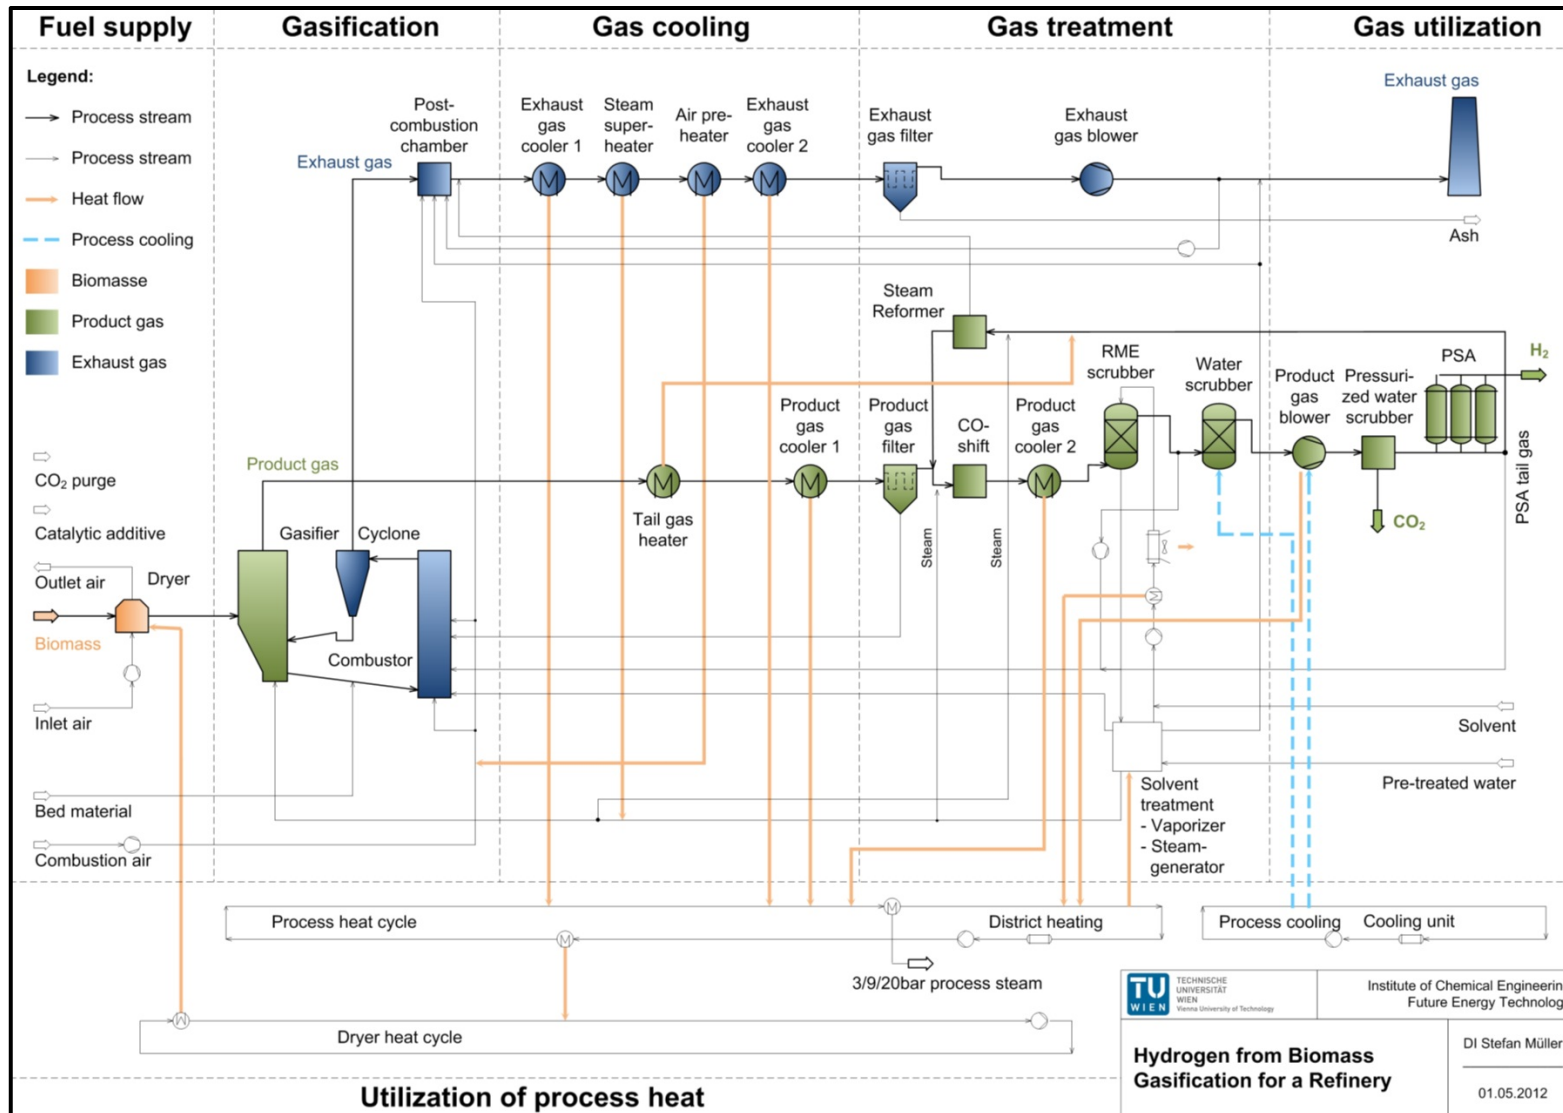 Fuel supply
Gasification
Gas cooling
Gas treatment
Gas utilization
Legend:
Process stream
Process stream
Heat flow
Process cooling
Biomasse
Product gas
Exhaust gas
Exhaust gas
Post-
combustion
chamber
Exhaust
gas
cooler 1
Steam
super-
heater
Air pre-
heater
Exhaust
gas
cooler 2
Exhaust
gas filter
Exhaust
gas blower
Exhaust gas
Ash
Steam
Reformer
RME
scrubber
Water
scrubber
Product
gas
blower
Pressuri-
zed water
scrubber
PSA
H₂
Product
gas
cooler 1
Product
gas
filter
CO-
shift
Product
gas
cooler 2
Product gas
Tail gas
heater
Steam
Steam
CO₂
PSA tail gas
CO₂ purge
Catalytic additive
Outlet air
Dryer
Biomass
Inlet air
Bed material
Combustion air
Gasifier
Cyclone
Combustor
Solvent
Pre-treated water
Solvent
treatment
- Vaporizer
- Steam-
generator
Process heat cycle
District heating
Process cooling
Cooling unit
3/9/20bar process steam
Dryer heat cycle
Utilization of process heat
TU
WIEN
TECHNISCHE
UNIVERSITÄT
WIEN
Vienna University of Technology
Institute of Chemical Engineerin
Future Energy Technolog
Hydrogen from Biomass
Gasification for a Refinery
DI Stefan Müller
01.05.2012